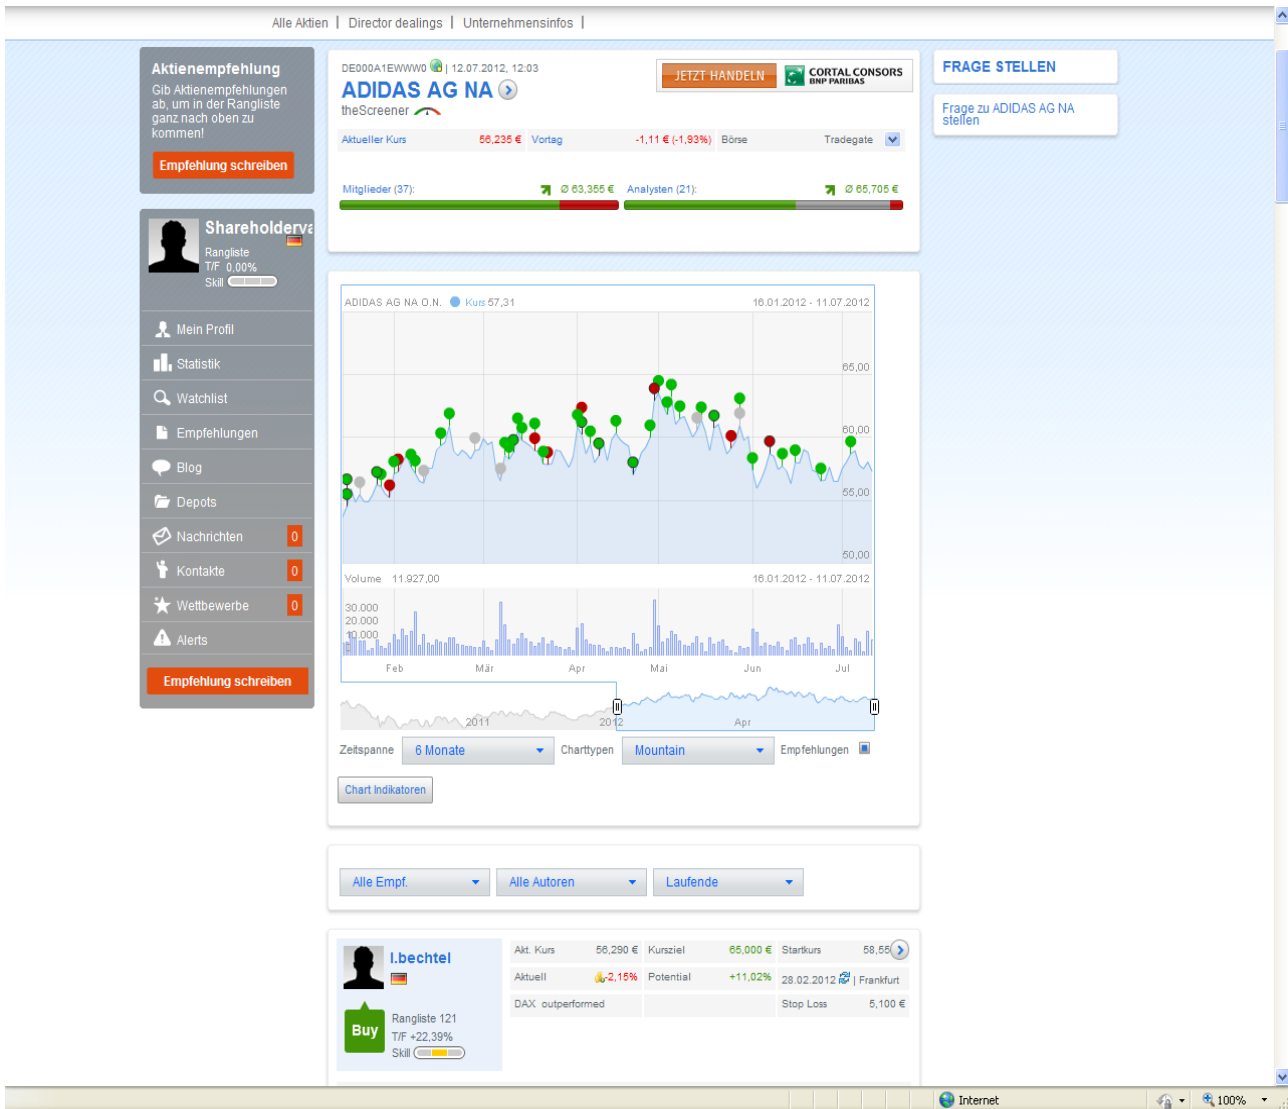 Alle Aktien | Director dealings | Unternehmensinfos |
Aktienempfehlung
Gib Aktienempfehlungen
ab, um in der Rangliste
ganz nach oben zu
kommen!
Empfehlung schreiben
Shareholderva
Rangliste
T/F 0,00%
Skill
Mein Profil
Statistik
Watchlist
Empfehlungen
Blog
Depots
Nachrichten 0
Kontakte 0
Wettbewerbe 0
Alerts
Empfehlung schreiben
DE000A1EWWW0 | 12.07.2012, 12:03
ADIDAS AG NA
theScreener
JETZT HANDELN
CORTAL CONSORS
BNP PARIBAS
Aktueller Kurs 56,235 € Vortag -1,11 € (-1,93%) Börse Tradegate
Mitglieder (37): Ø 63,355 € Analysten (21): Ø 65,705 €
ADIDAS AG NA O.N. Kurs 57,31 16.01.2012 - 11.07.2012
65,00
60,00
55,00
50,00
Volume 11.927,00 16.01.2012 - 11.07.2012
30.000
20.000
10.000
0
Feb Mär Apr Mai Jun Jul
2011 2012 Apr
Zeitspanne 6 Monate Charttypen Mountain Empfehlungen
Chart Indikatoren
Alle Empf. Alle Autoren Laufende
l.bechtel
Buy
Rangliste 121
T/F +22,39%
Skill
Akt. Kurs 56,290 € Kursziel 65,000 € Startkurs 58,55
Aktuell -2,15% Potential +11,02% 28.02.2012 | Frankfurt
DAX outperformed Stop Loss 5,100 €
FRAGE STELLEN
Frage zu ADIDAS AG NA
stellen
Internet 100%